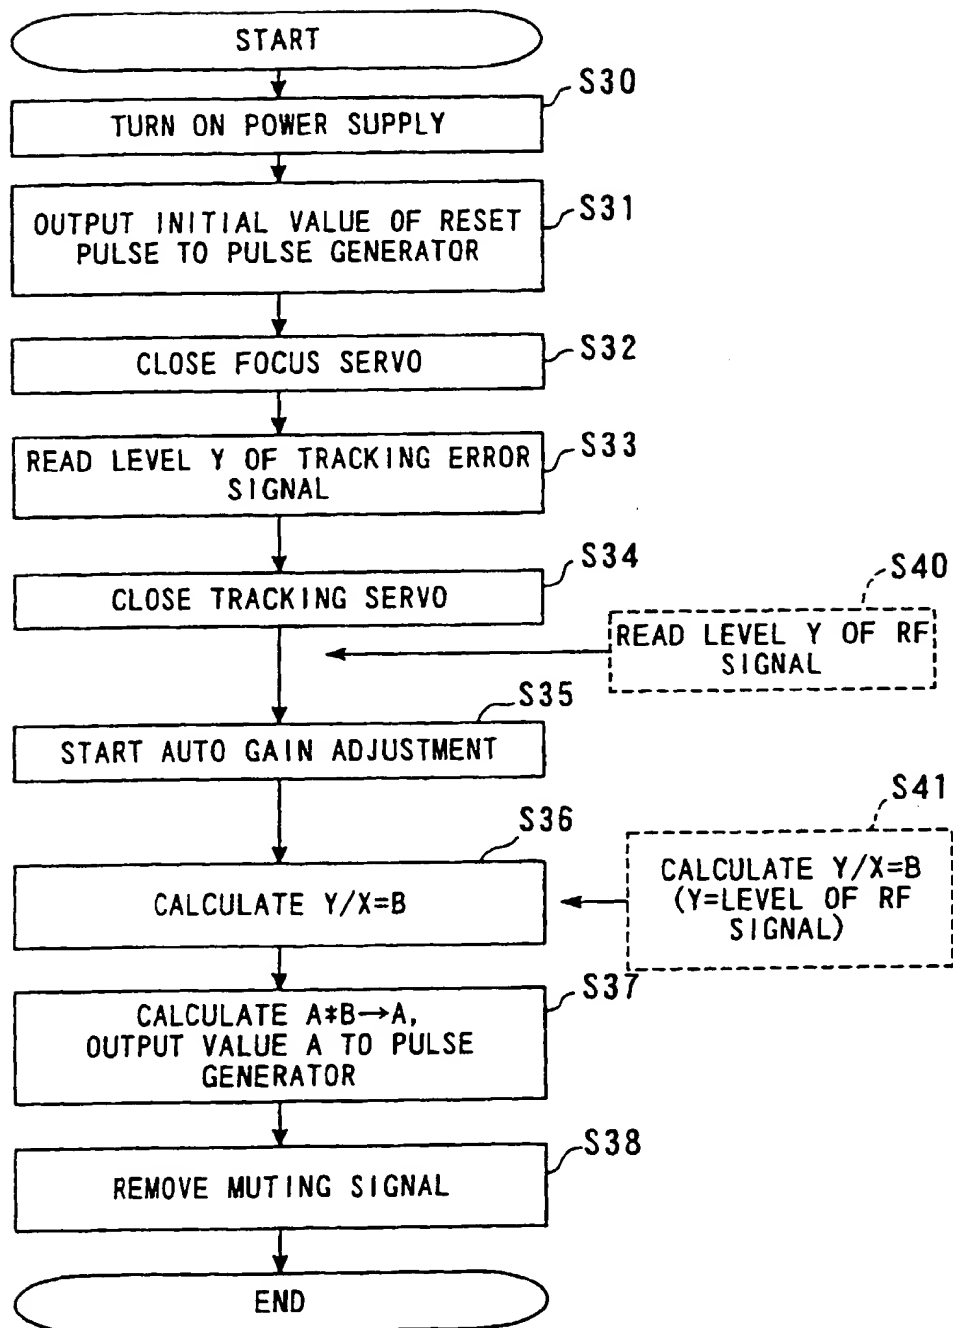 START
S30
TURN ON POWER SUPPLY
S31
OUTPUT INITIAL VALUE OF RESET
PULSE TO PULSE GENERATOR
S32
CLOSE FOCUS SERVO
S33
READ LEVEL Y OF TRACKING ERROR
SIGNAL
S34
CLOSE TRACKING SERVO
S40
READ LEVEL Y OF RF
SIGNAL
S35
START AUTO GAIN ADJUSTMENT
S36
CALCULATE Y/X=B
S41
CALCULATE Y/X=B
(Y=LEVEL OF RF
SIGNAL)
S37
CALCULATE A*B→A,
OUTPUT VALUE A TO PULSE
GENERATOR
S38
REMOVE MUTING SIGNAL
END